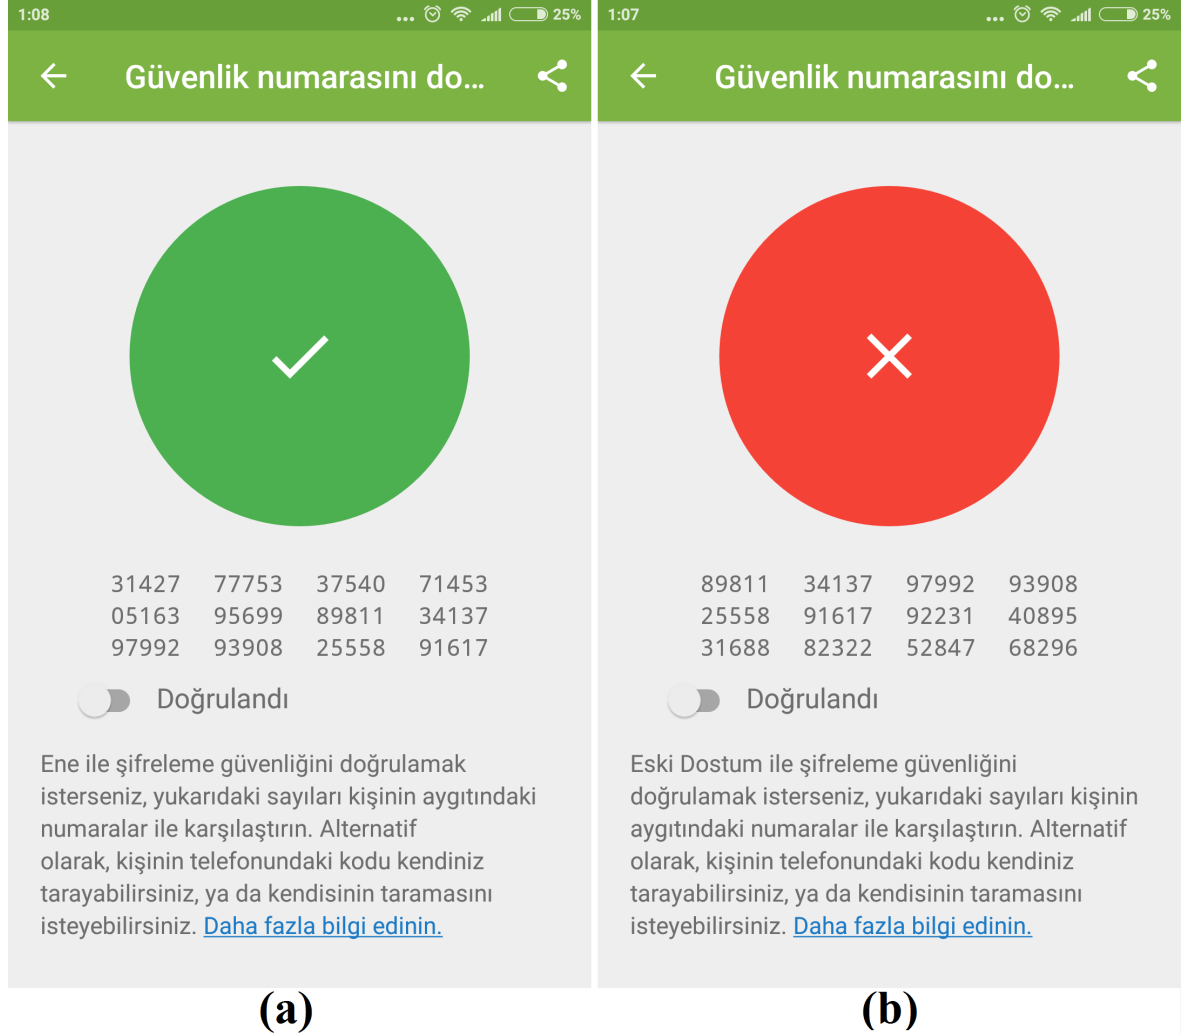 1:08 ... 25%
Güvenlik numarasını do...
31427 77753 37540 71453
05163 95699 89811 34137
97992 93908 25558 91617
Doğrulandı
Ene ile şifreleme güvenliğini doğrulamak
isterseniz, yukarıdaki sayıları kişinin aygıtındaki
numaralar ile karşılaştırın. Alternatif
olarak, kişinin telefonundaki kodu kendiniz
tarayabilirsiniz, ya da kendisinin taramasını
isteyebilirsiniz. Daha fazla bilgi edinin.
(a)
1:07 ... 25%
Güvenlik numarasını do...
89811 34137 97992 93908
25558 91617 92231 40895
31688 82322 52847 68296
Doğrulandı
Eski Dostum ile şifreleme güvenliğini
doğrulamak isterseniz, yukarıdaki sayıları kişinin
aygıtındaki numaralar ile karşılaştırın. Alternatif
olarak, kişinin telefonundaki kodu kendiniz
tarayabilirsiniz, ya da kendisinin taramasını
isteyebilirsiniz. Daha fazla bilgi edinin.
(b)